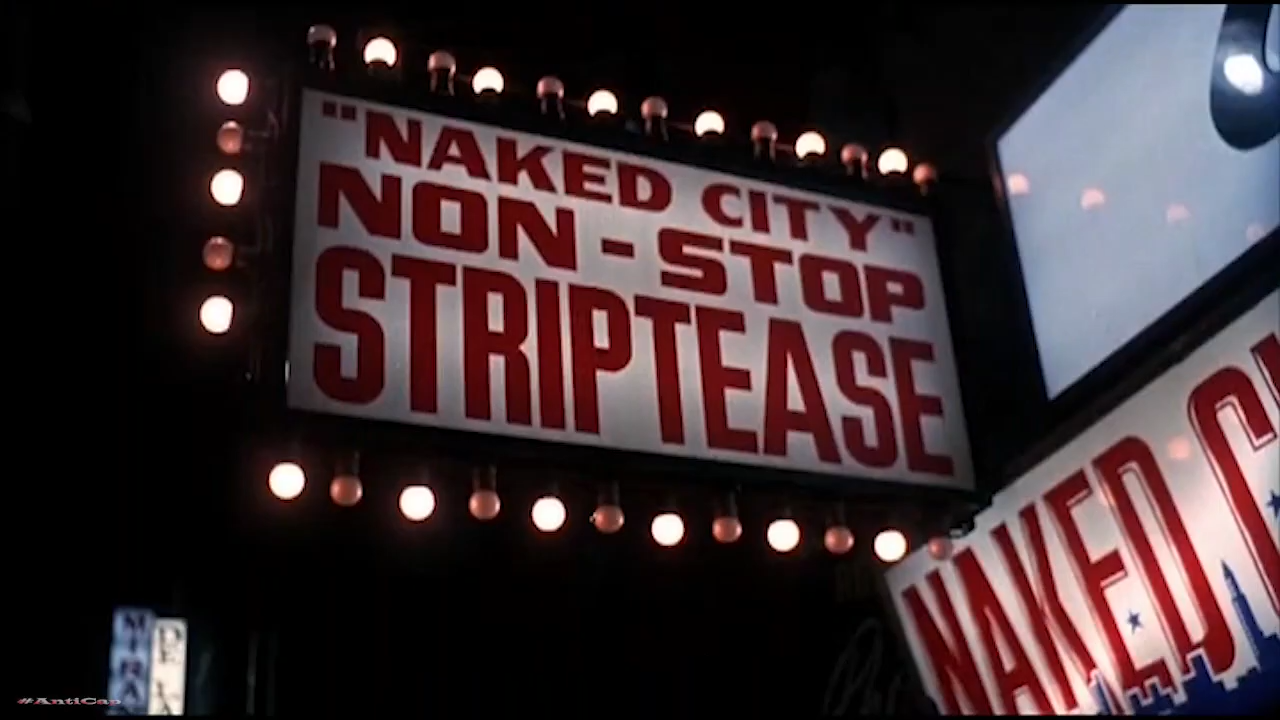 "NAKED CITY"
NON-STOP
STRIPTEASE
NAKED
#AntiCap